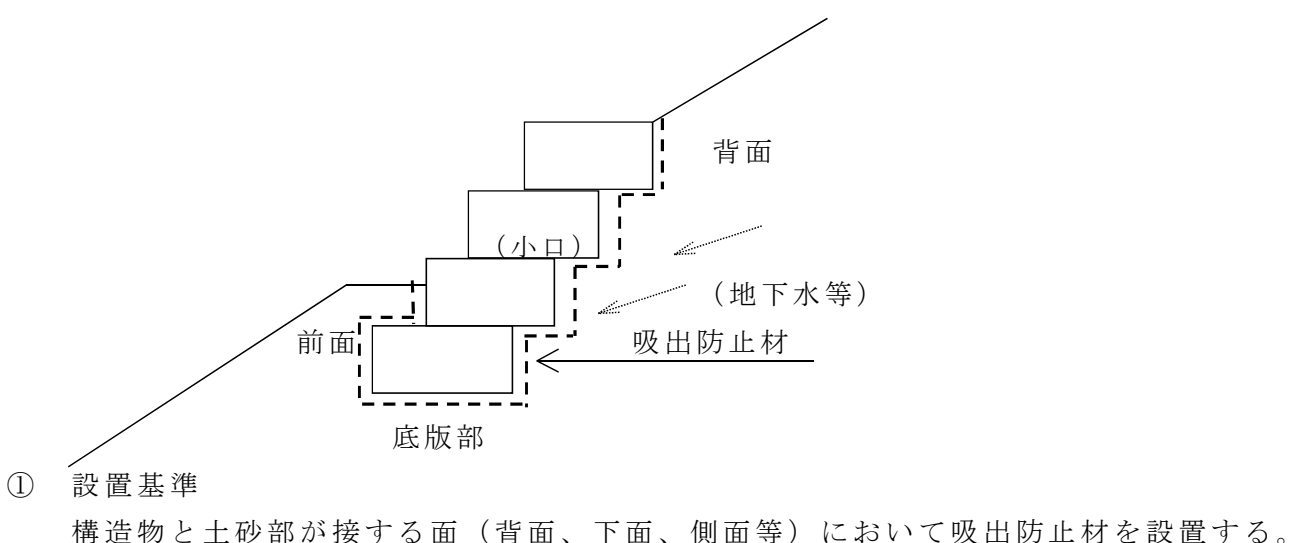 背面
（小口）
（地下水等）
前面
吸出防止材
底版部
① 設置基準
構造物と土砂部が接する面（背面、下面、側面等）において吸出防止材を設置する。